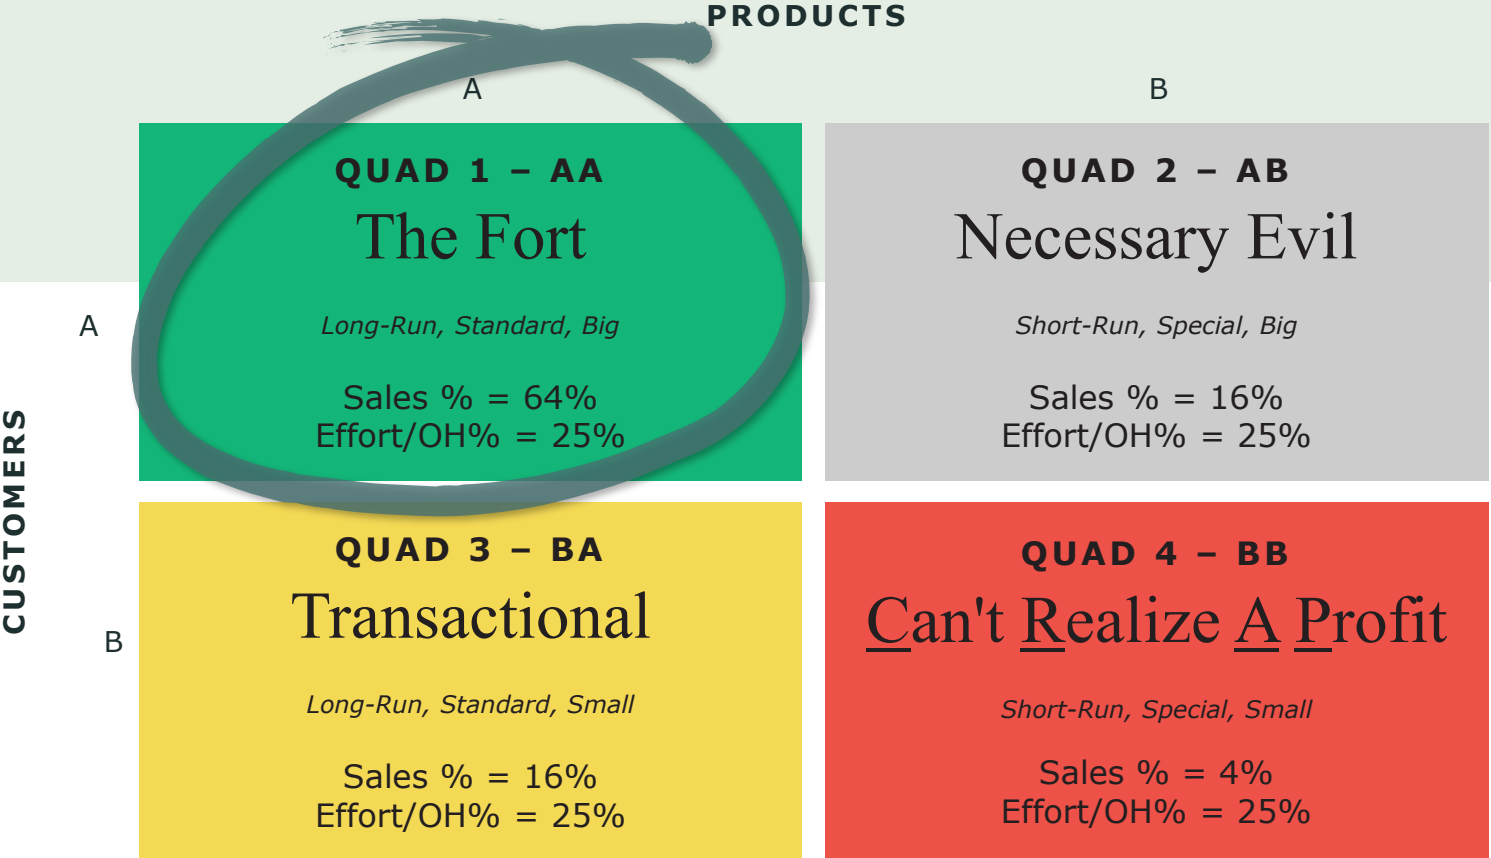 PRODUCTS
A
B
A
QUAD 1 – AA
The Fort
Long-Run, Standard, Big
Sales % = 64%
Effort/OH% = 25%
QUAD 2 – AB
Necessary Evil
Short-Run, Special, Big
Sales % = 16%
Effort/OH% = 25%
CUSTOMERS
B
QUAD 3 – BA
Transactional
Long-Run, Standard, Small
Sales % = 16%
Effort/OH% = 25%
QUAD 4 – BB
Can't Realize A Profit
Short-Run, Special, Small
Sales % = 4%
Effort/OH% = 25%